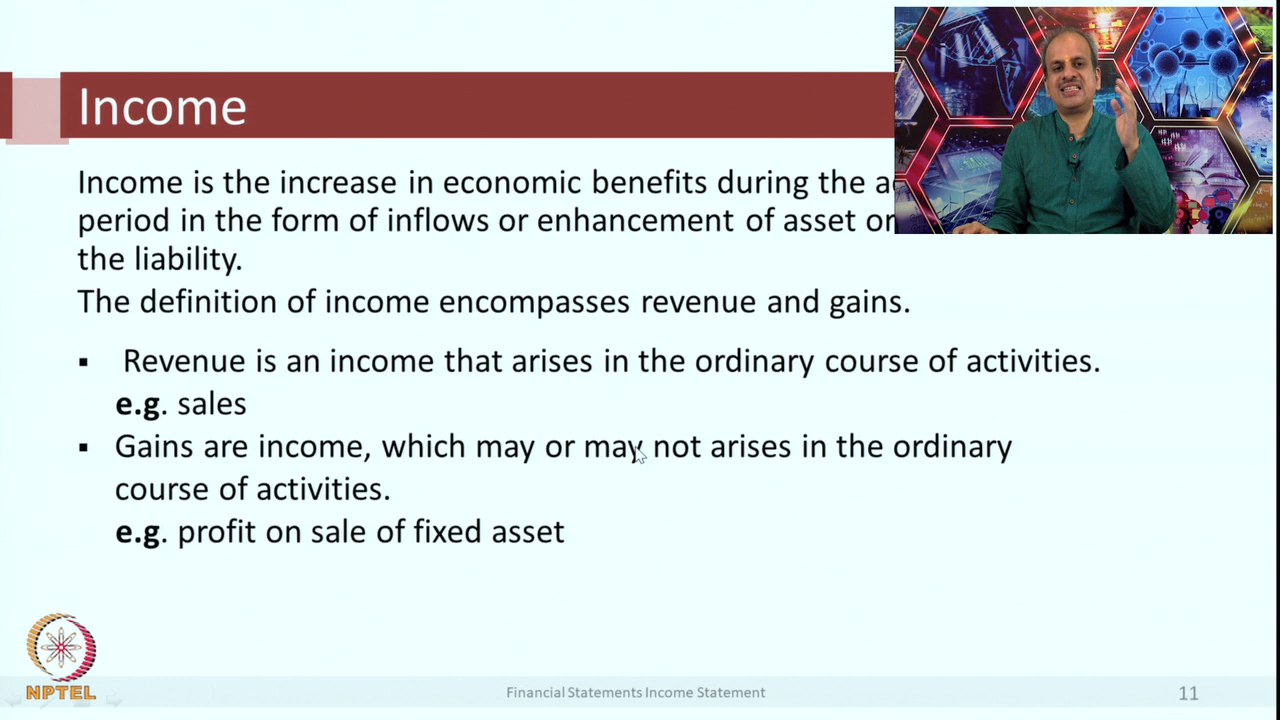 Income
Income is the increase in economic benefits during the
period in the form of inflows or enhancement of asset or
the liability.
The definition of income encompasses revenue and gains.
▪ Revenue is an income that arises in the ordinary course of activities.
e.g. sales
▪ Gains are income, which may or may not arises in the ordinary
course of activities.
e.g. profit on sale of fixed asset
NPTEL
Financial Statements Income Statement
11